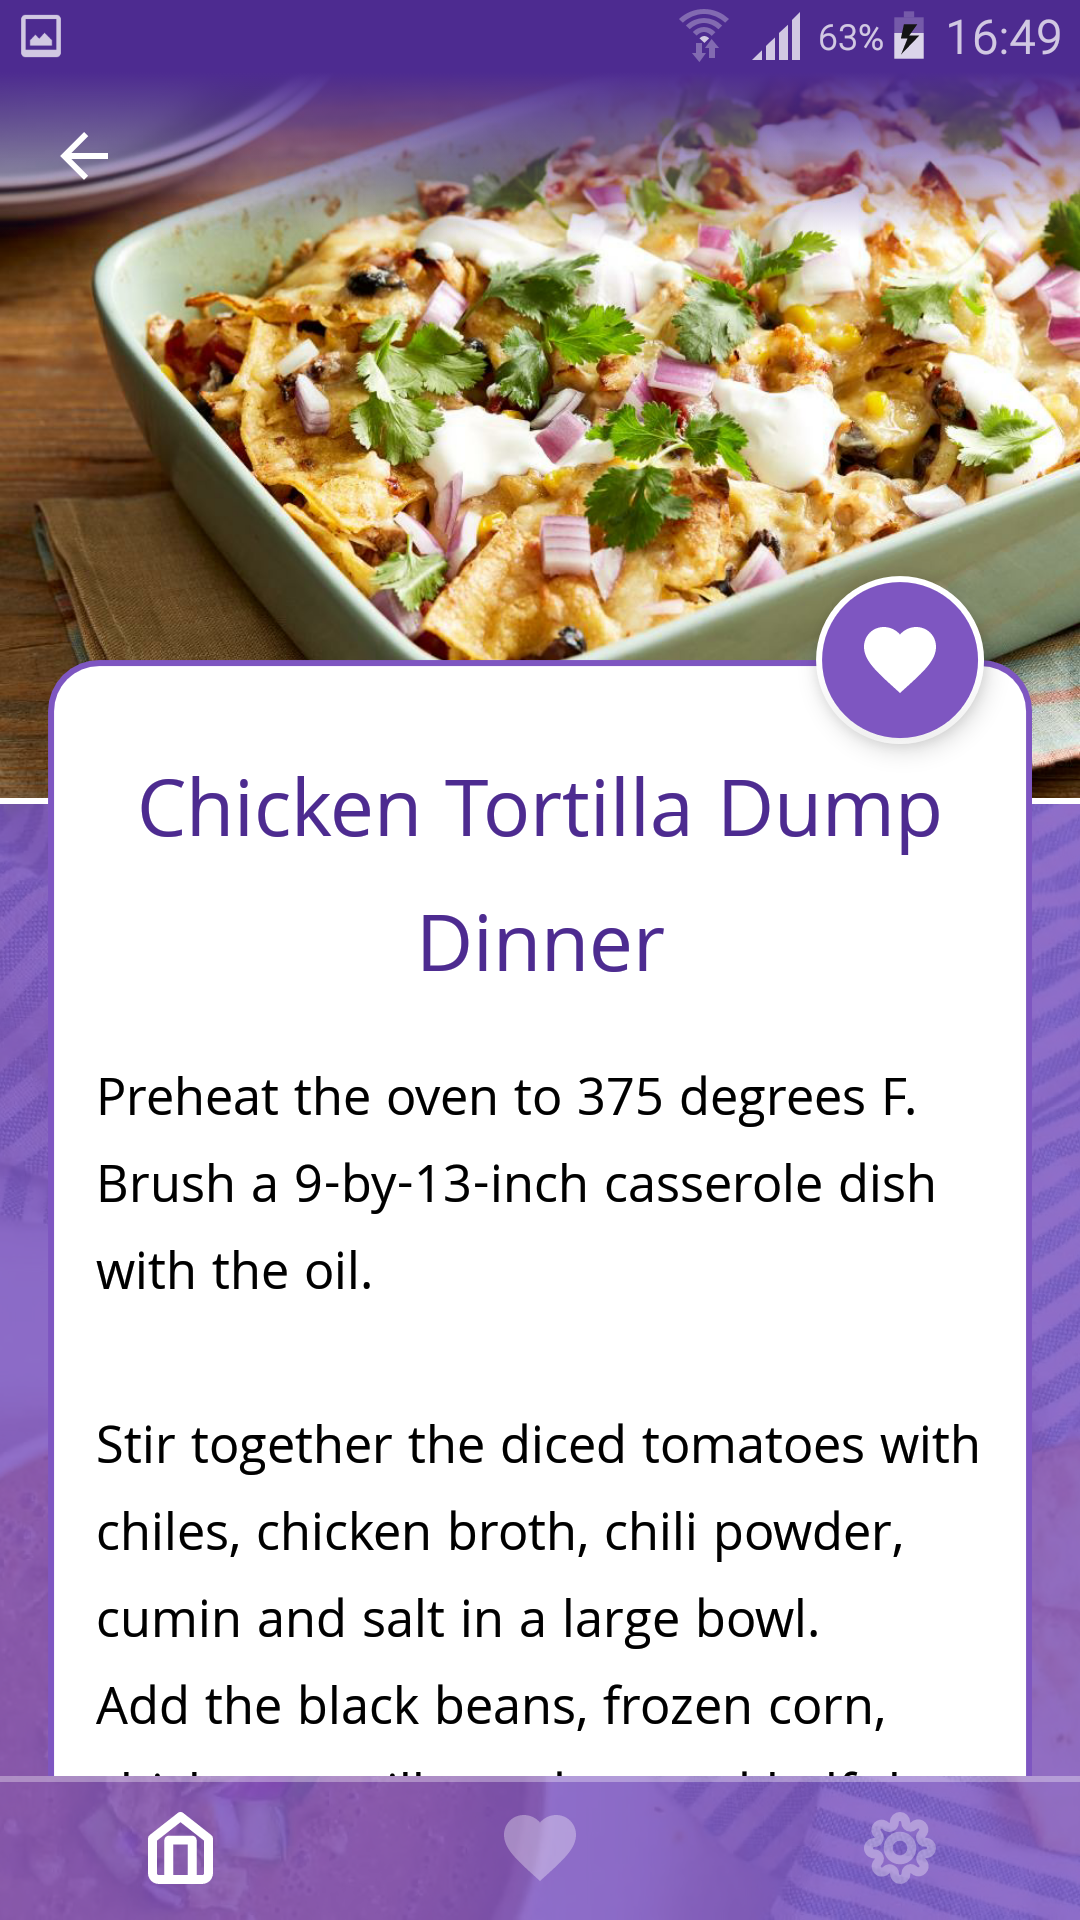 63% 16:49
Chicken Tortilla Dump
Dinner
Preheat the oven to 375 degrees F.
Brush a 9-by-13-inch casserole dish
with the oil.
Stir together the diced tomatoes with
chiles, chicken broth, chili powder,
cumin and salt in a large bowl.
Add the black beans, frozen corn,